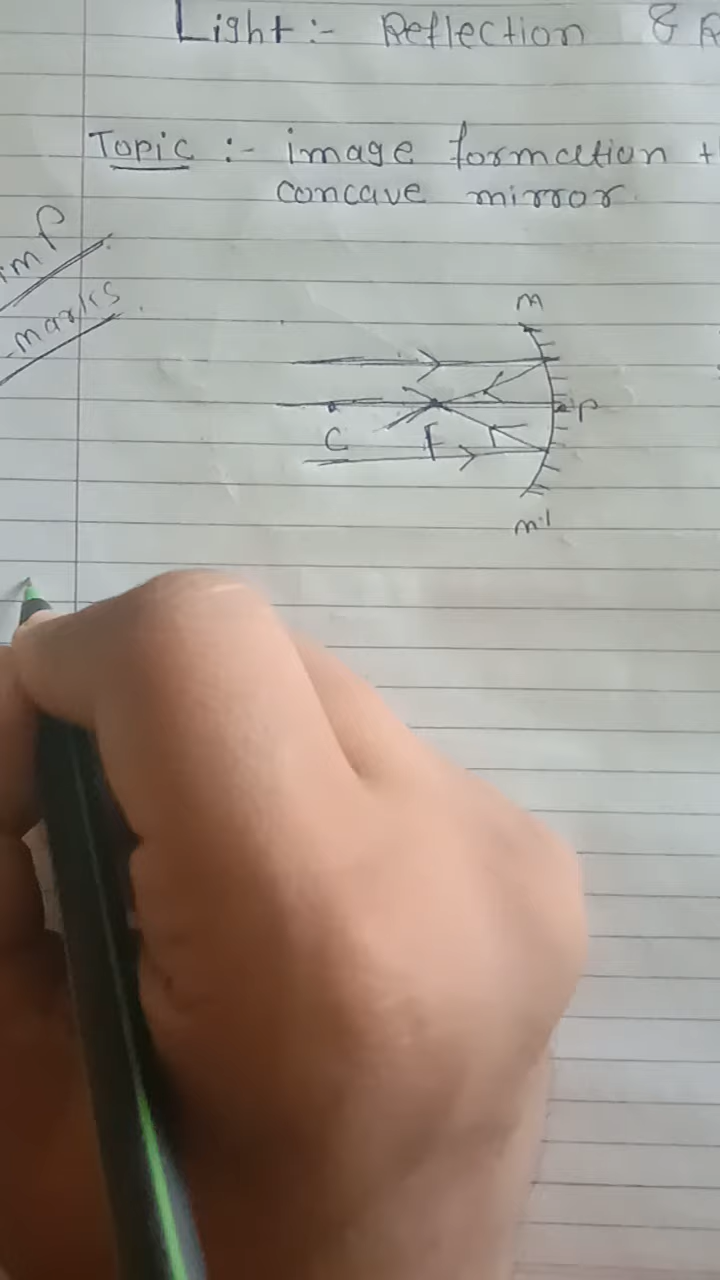 Light :- Reflection &
Topic :- image formation
concave mirror.
imp
marks
m
P
C
F
m'